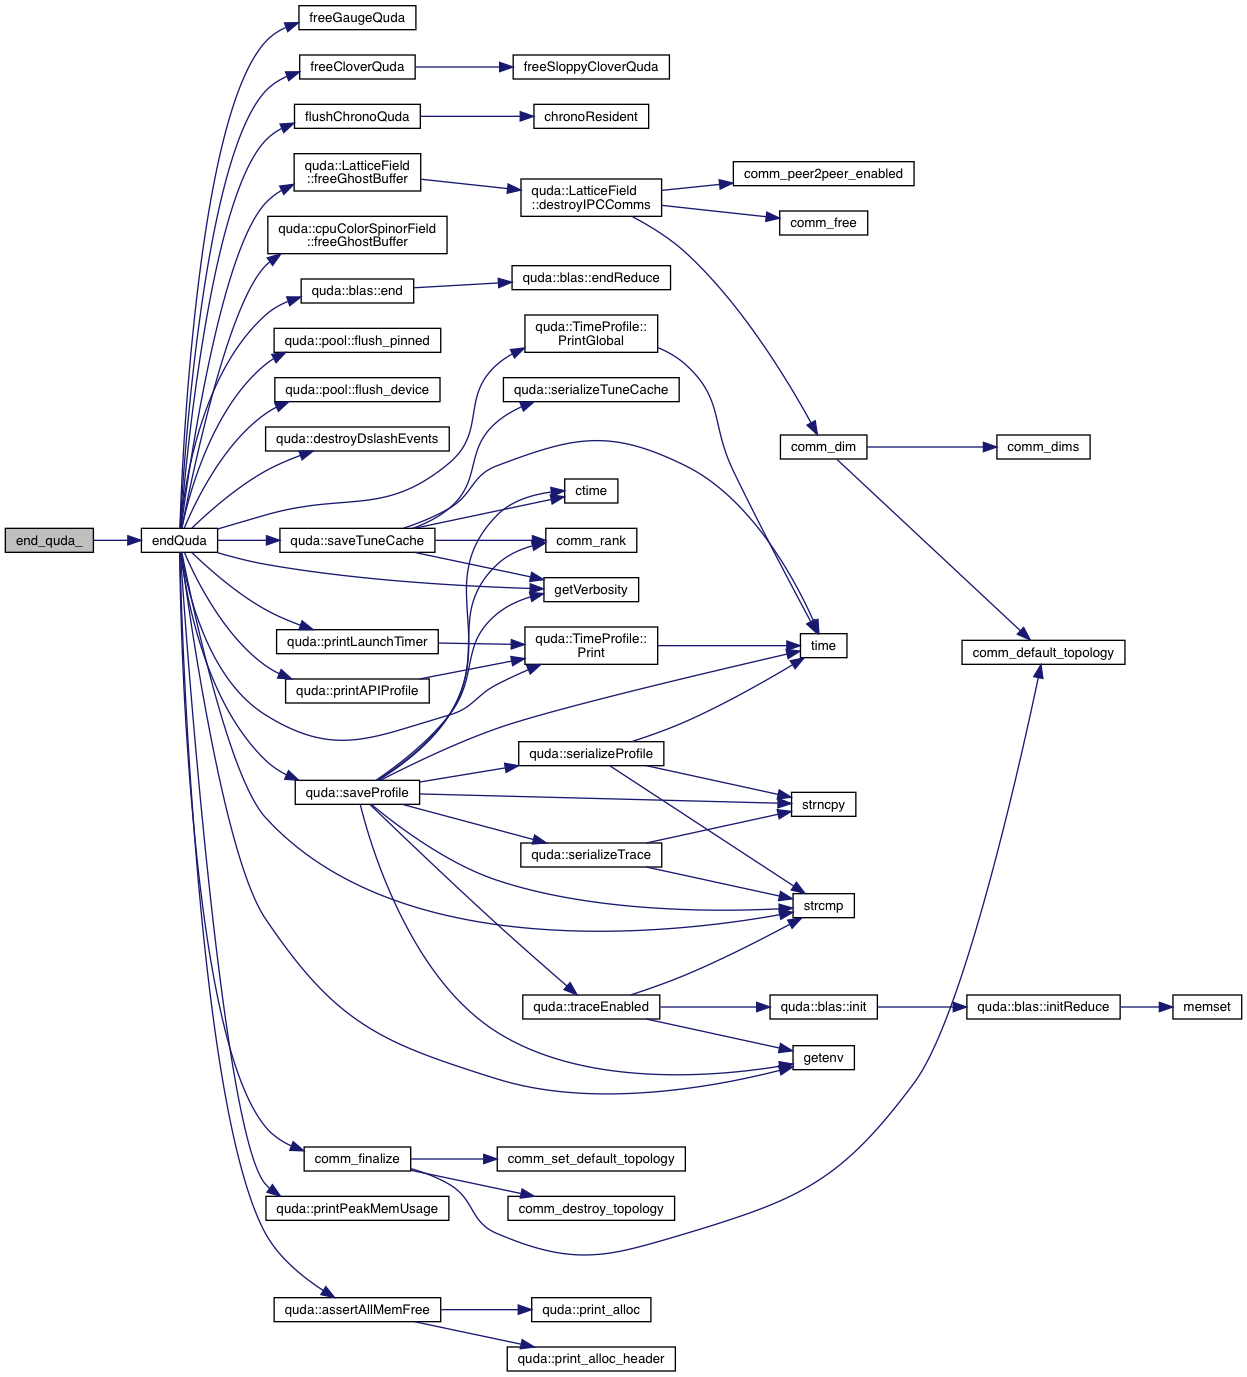 freeGaugeQuda
freeCloverQuda
freeSloppyCloverQuda
flushChronoQuda
chronoResident
quda::LatticeField
::freeGhostBuffer
quda::LatticeField
::destroyIPCComms
comm_peer2peer_enabled
comm_free
quda::cpuColorSpinorField
::freeGhostBuffer
quda::blas::end
quda::blas::endReduce
quda::pool::flush_pinned
quda::TimeProfile::
PrintGlobal
quda::pool::flush_device
quda::serializeTuneCache
quda::destroyDslashEvents
comm_dim
comm_dims
ctime
end_quda_
endQuda
quda::saveTuneCache
comm_rank
getVerbosity
quda::printLaunchTimer
quda::TimeProfile::
Print
time
comm_default_topology
quda::printAPIProfile
quda::serializeProfile
quda::saveProfile
strncpy
quda::serializeTrace
strcmp
quda::traceEnabled
quda::blas::init
quda::blas::initReduce
memset
getenv
comm_finalize
comm_set_default_topology
quda::printPeakMemUsage
comm_destroy_topology
quda::assertAllMemFree
quda::print_alloc
quda::print_alloc_header